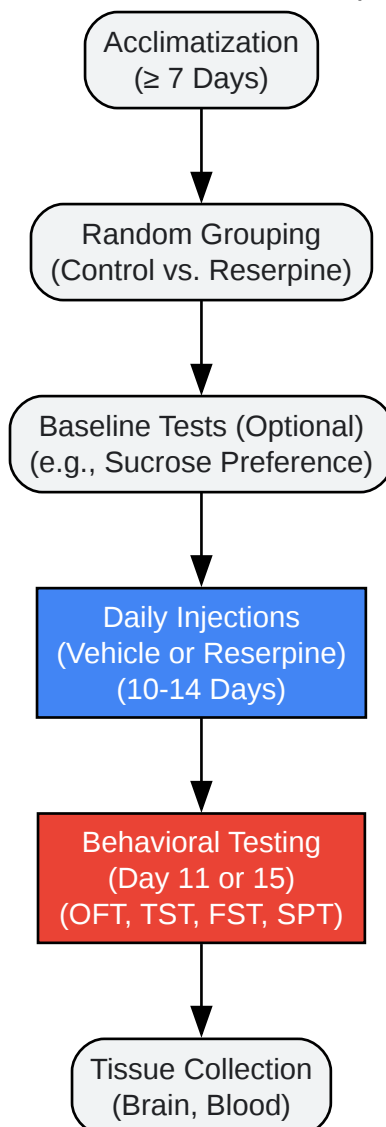 Acclimatization
(≥ 7 Days)
Random Grouping
(Control vs. Reserpine)
Baseline Tests (Optional)
(e.g., Sucrose Preference)
Daily Injections
(Vehicle or Reserpine)
(10-14 Days)
Behavioral Testing
(Day 11 or 15)
(OFT, TST, FST, SPT)
Tissue Collection
(Brain, Blood)